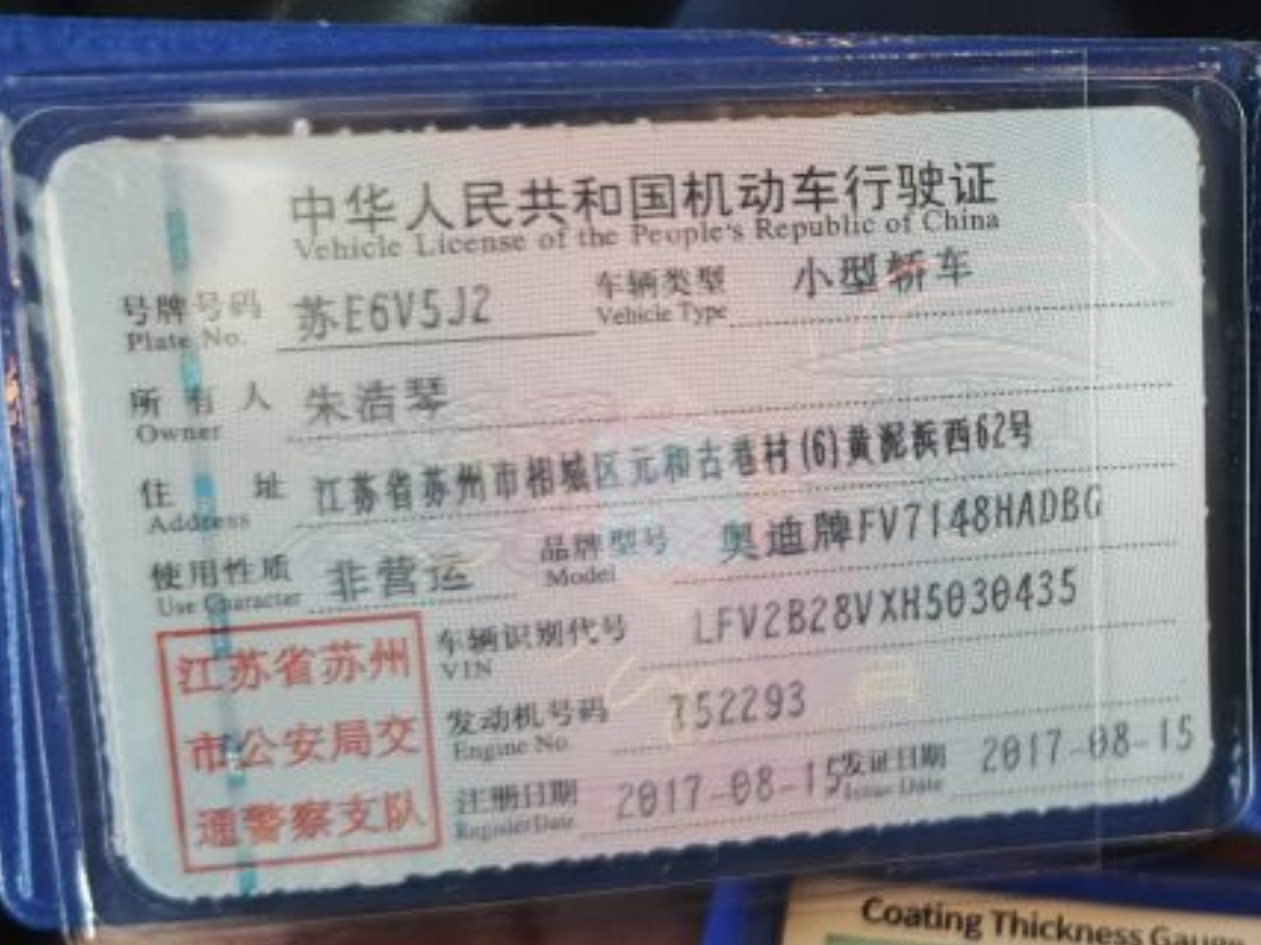 中华人民共和国机动车行驶证
Vehicle License of the People's Republic of China
号牌号码 苏E6V5J2 车辆类型 小型轿车
Plate No. Vehicle Type
所有人 朱浩琴
Owner
住址 江苏省苏州市相城区元和古巷村(6)黄泥浜西62号
Address
使用性质 非营运 品牌型号 奥迪牌FV7148HADBG
Use Character Model
江苏省苏州
市公安局交
通警察支队
车辆识别代号 LFV2B28VXH5030435
VIN
发动机号码 T52293
Engine No.
注册日期 2017-08-15 发证日期 2017-08-15
Register Date Issue Date
Coating Thickness